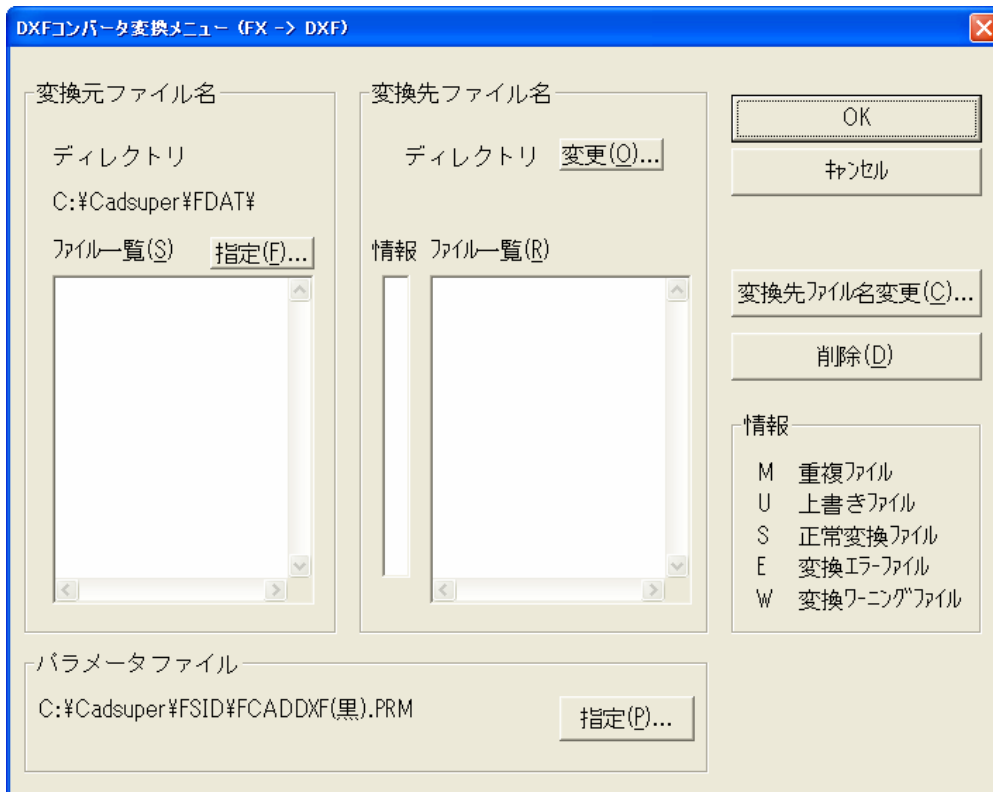 DXFコンバータ変換メニュー (FX -> DXF)
変換元ファイル名
ディレクトリ
C:¥Cadsuper¥FDAT¥
ﾌｧｲﾙ一覧(S)
指定(F)...
変換先ファイル名
ディレクトリ
変更(O)...
情報
ﾌｧｲﾙ一覧(R)
OK
ｷｬﾝｾﾙ
変換先ﾌｧｲﾙ名変更(C)...
削除(D)
情報
M 重複ﾌｧｲﾙ
U 上書きﾌｧｲﾙ
S 正常変換ﾌｧｲﾙ
E 変換ｴﾗｰﾌｧｲﾙ
W 変換ﾜｰﾆﾝｸﾞﾌｧｲﾙ
パラメータファイル
C:¥Cadsuper¥FSID¥FCADDXF(黒).PRM
指定(P)...